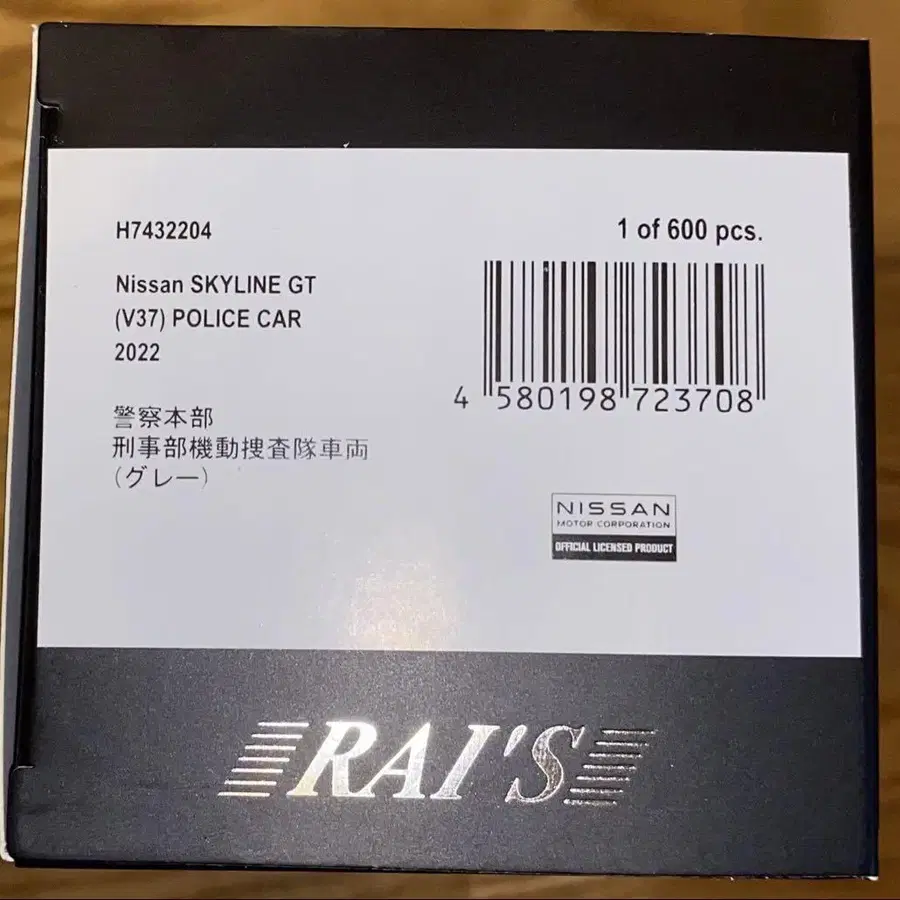 H7432204
1 of 600 pcs.
Nissan SKYLINE GT
(V37) POLICE CAR
2022
4 580198 723708
警察本部
刑事部機動捜査隊車両
(グレー)
NISSAN
MOTOR CORPORATION
OFFICIAL LICENSED PRODUCT
RAI'S